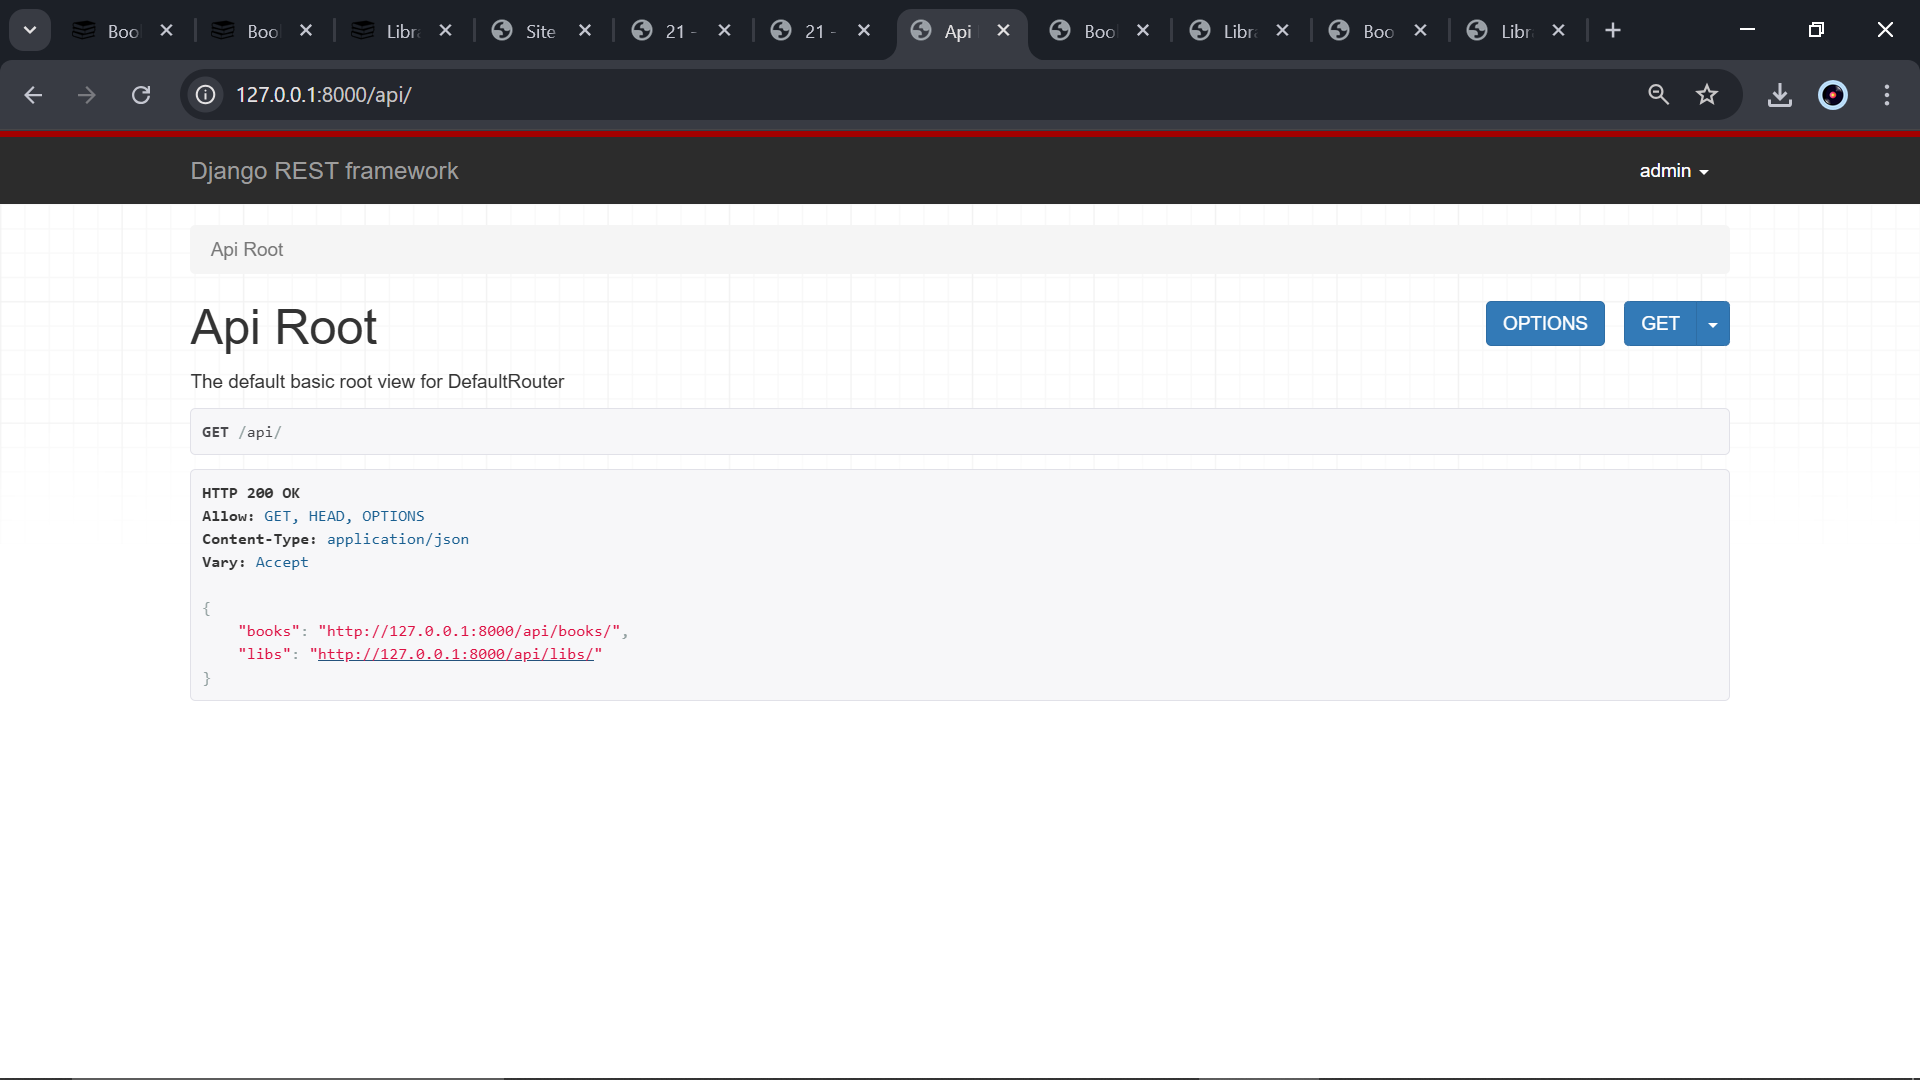 Boo
Boo
Libr
Site
21 -
21 -
Api
Boo
Libr
Boo
Libr
127.0.0.1:8000/api/
Django REST framework
admin
Api Root
Api Root
OPTIONS
GET
The default basic root view for DefaultRouter
GET /api/
HTTP 200 OK
Allow: GET, HEAD, OPTIONS
Content-Type: application/json
Vary: Accept
{
    "books": "http://127.0.0.1:8000/api/books/",
    "libs": "http://127.0.0.1:8000/api/libs/"
}